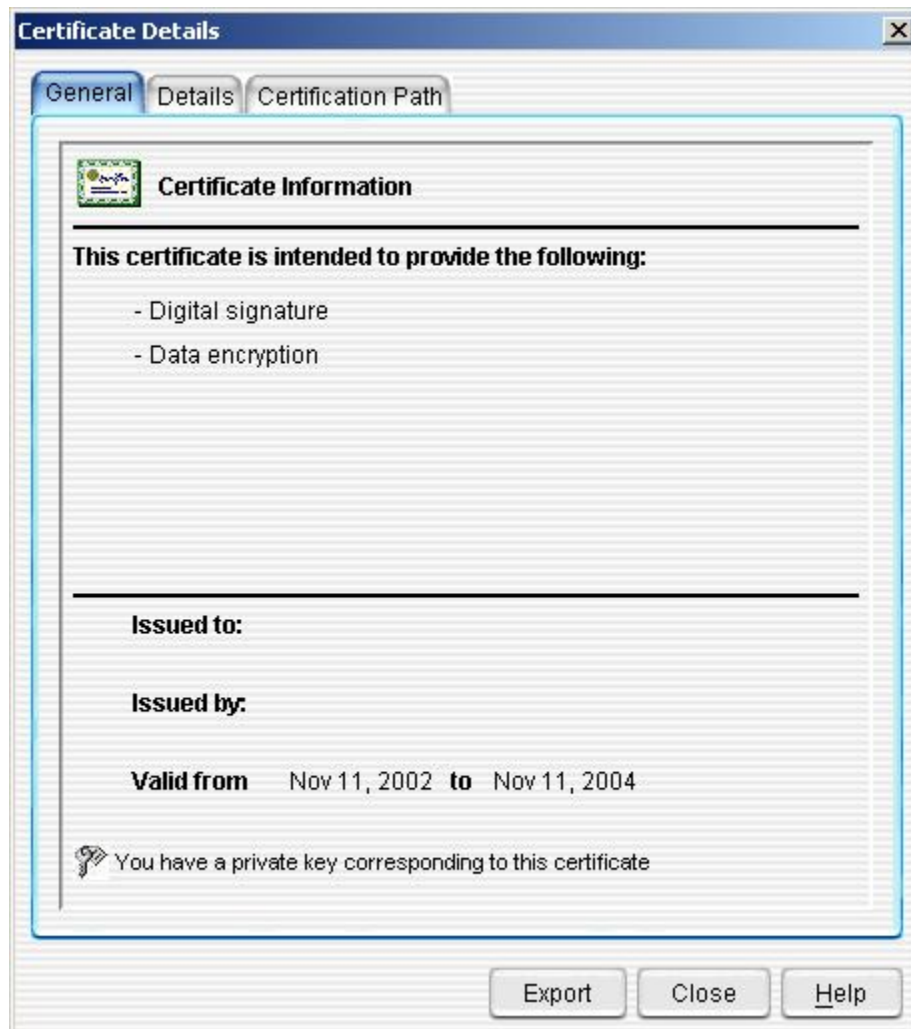 Certificate Details
General Details Certification Path
Certificate Information
This certificate is intended to provide the following:
- Digital signature
- Data encryption
Issued to:
Issued by:
Valid from Nov 11, 2002 to Nov 11, 2004
You have a private key corresponding to this certificate
Export Close Help